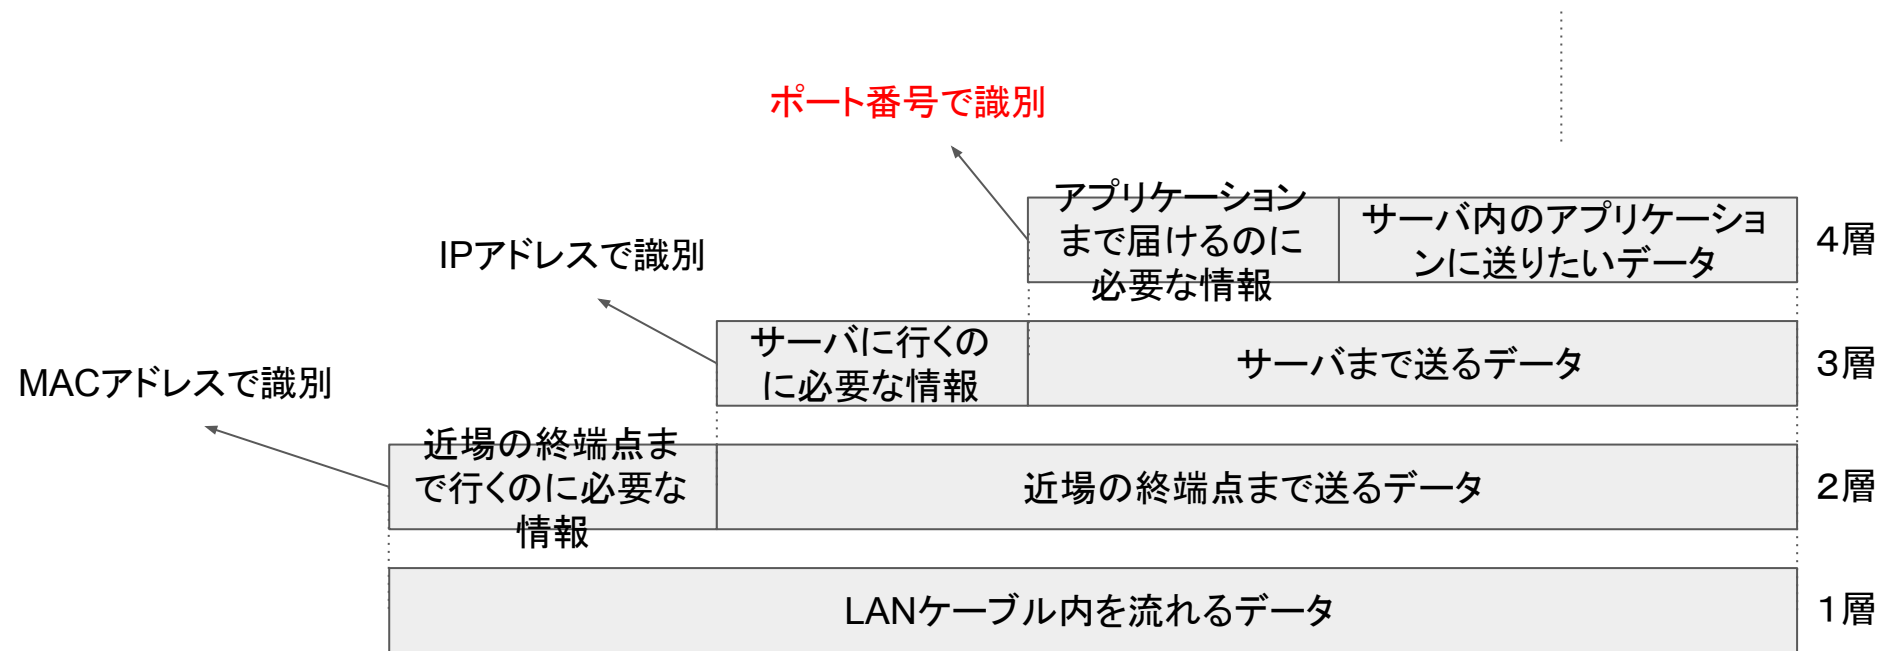 ポート番号で識別
アプリケーション
まで届けるのに
必要な情報
サーバ内のアプリケーショ
ンに送りたいデータ
4層
IPアドレスで識別
サーバに行くの
に必要な情報
サーバまで送るデータ
3層
MACアドレスで識別
近場の終端点ま
で行くのに必要な
情報
近場の終端点まで送るデータ
2層
LANケーブル内を流れるデータ
1層